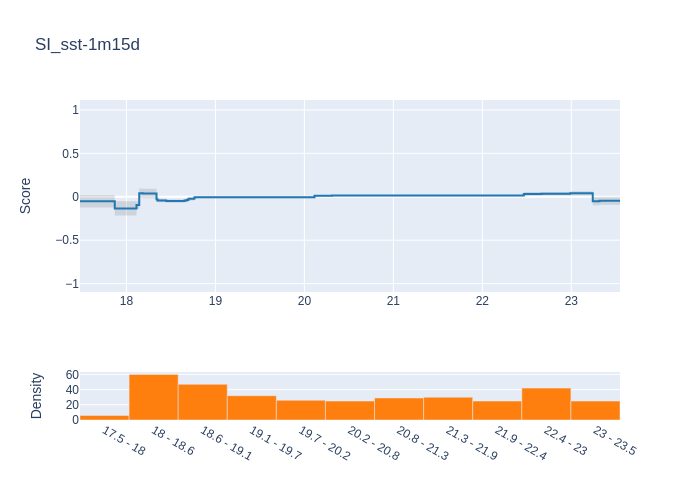 SI_sst-1m15d
Score
1
0.5
0
−0.5
−1
18 19 20 21 22 23
Density
60
40
20
0
17.5 - 18
18 - 18.6
18.6 - 19.1
19.1 - 19.7
19.7 - 20.2
20.2 - 20.8
20.8 - 21.3
21.3 - 21.9
21.9 - 22.4
22.4 - 23
23 - 23.5